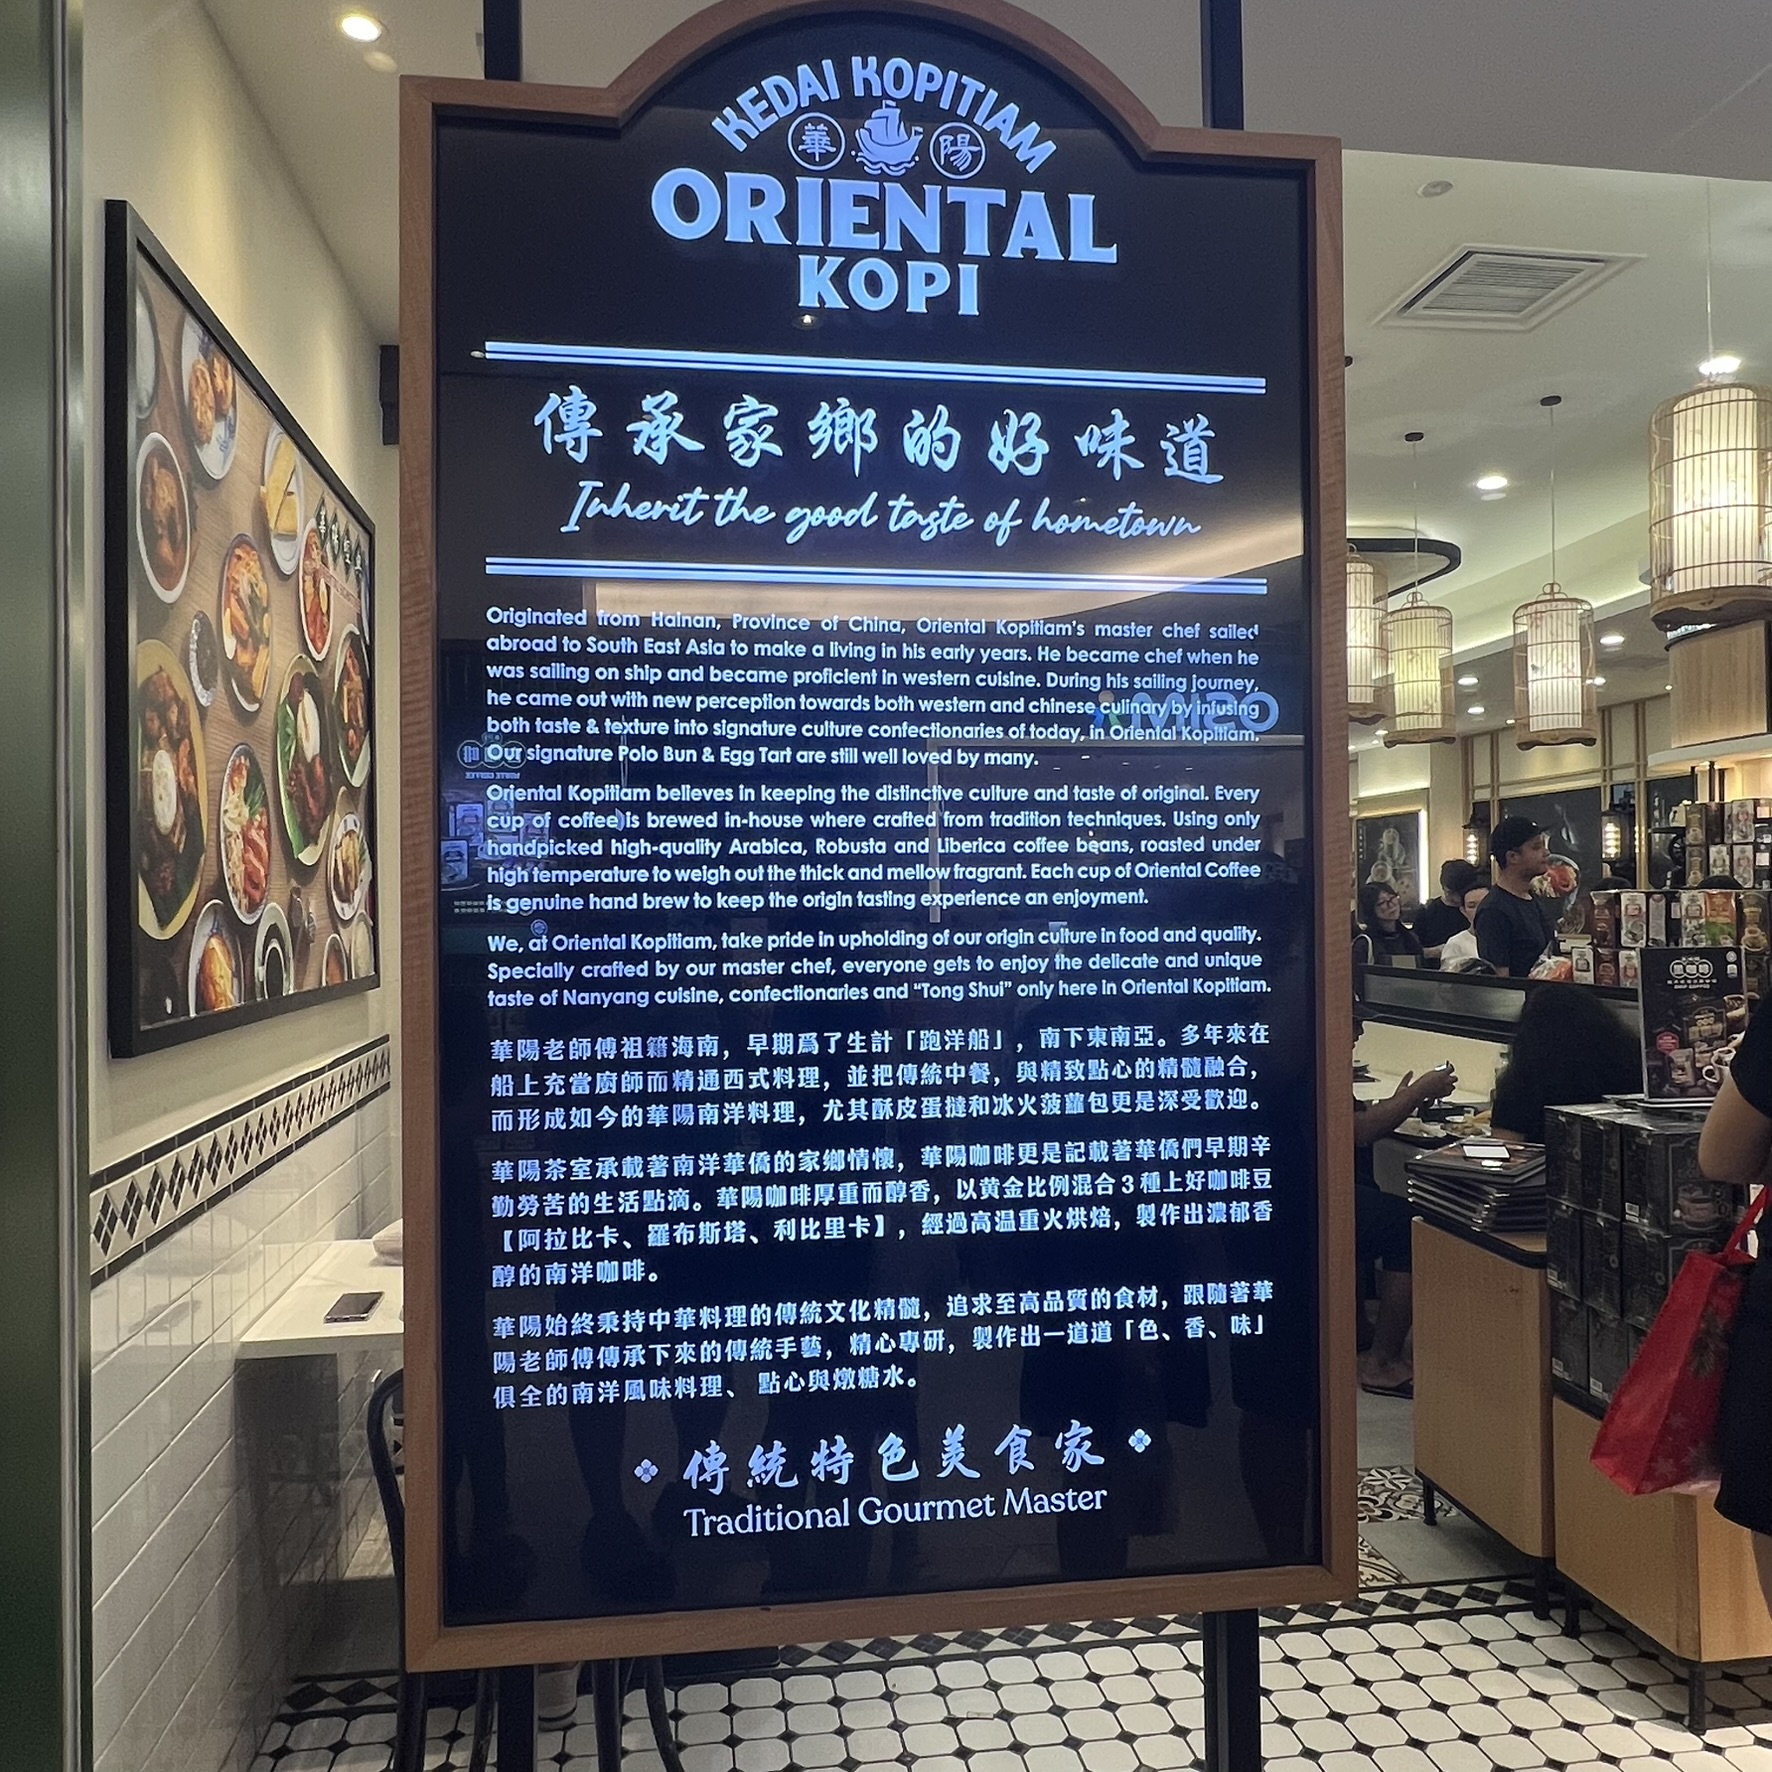 KEDAI KOPITIAM
華 陽
ORIENTAL
KOPI
傳承家鄉的好味道
Inherit the good taste of hometown
Originated from Hainan, Province of China, Oriental Kopitiam's master chef sailed
abroad to South East Asia to make a living in his early years. He became chef when he
was sailing on ship and became proficient in western cuisine. During his sailing journey,
he came out with new perception towards both western and chinese culinary by infusing
both taste & texture into signature culture confectionaries of today, in Oriental Kopitiam.
Our signature Polo Bun & Egg Tart are still well loved by many.
Oriental Kopitiam believes in keeping the distinctive culture and taste of original. Every
cup of coffee is brewed in-house where crafted from tradition techniques. Using only
handpicked high-quality Arabica, Robusta and Liberica coffee beans, roasted under
high temperature to weigh out the thick and mellow fragrant. Each cup of Oriental Coffee
is genuine hand brew to keep the origin tasting experience an enjoyment.
We, at Oriental Kopitiam, take pride in upholding of our origin culture in food and quality.
Specially crafted by our master chef, everyone gets to enjoy the delicate and unique
taste of Nanyang cuisine, confectionaries and “Tong Shui” only here in Oriental Kopitiam.
華陽老師傅祖籍海南，早期爲了生計「跑洋船」，南下東南亞。多年來在
船上充當廚師而精通西式料理，並把傳統中餐，與精致點心的精髓融合，
而形成如今的華陽南洋料理，尤其酥皮蛋撻和冰火菠蘿包更是深受歡迎。
華陽茶室承載著南洋華僑的家鄉情懷，華陽咖啡更是記載著華僑們早期辛
勤勞苦的生活點滴。華陽咖啡厚重而醇香，以黄金比例混合3種上好咖啡豆
【阿拉比卡、羅布斯塔、利比里卡】，經過高溫重火烘焙，製作出濃郁香
醇的南洋咖啡。
華陽始終秉持中華料理的傳統文化精髓，追求至高品質的食材，跟隨著華
陽老師傅傳承下來的傳統手藝，精心專研，製作出一道道「色、香、味」
俱全的南洋風味料理、 點心與燉糖水。
傳統特色美食家
Traditional Gourmet Master